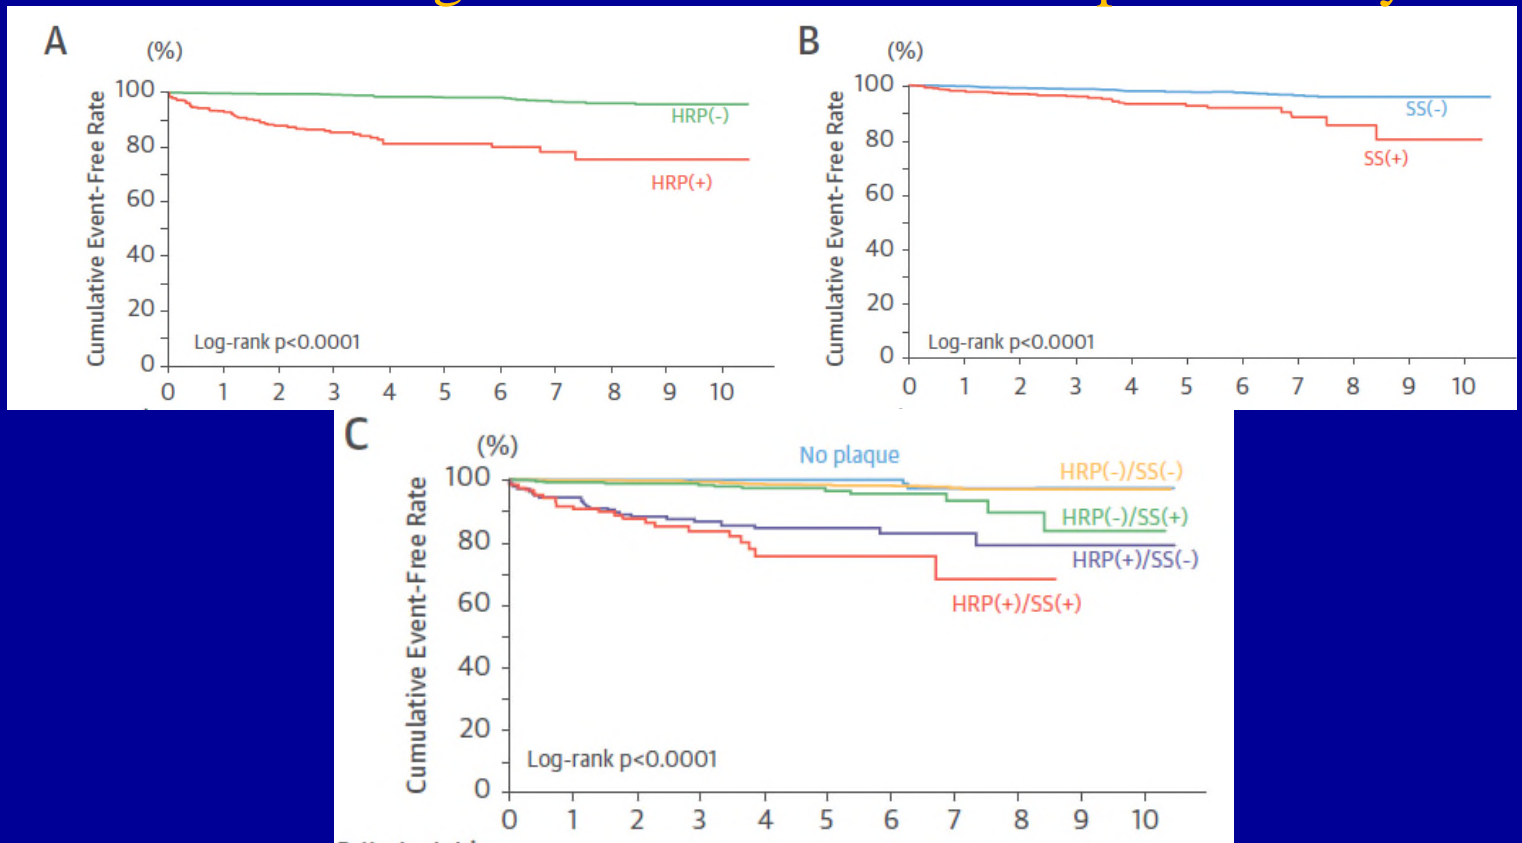 A
(%)
100
80
60
40
20
0
Cumulative Event-Free Rate
HRP(-)
HRP(+)
Log-rank p<0.0001
0 1 2 3 4 5 6 7 8 9 10
B
(%)
100
80
60
40
20
0
Cumulative Event-Free Rate
SS(-)
SS(+)
Log-rank p<0.0001
0 1 2 3 4 5 6 7 8 9 10
C
(%)
100
80
60
40
20
0
Cumulative Event-Free Rate
No plaque
HRP(-)/SS(-)
HRP(-)/SS(+)
HRP(+)/SS(-)
HRP(+)/SS(+)
Log-rank p<0.0001
0 1 2 3 4 5 6 7 8 9 10